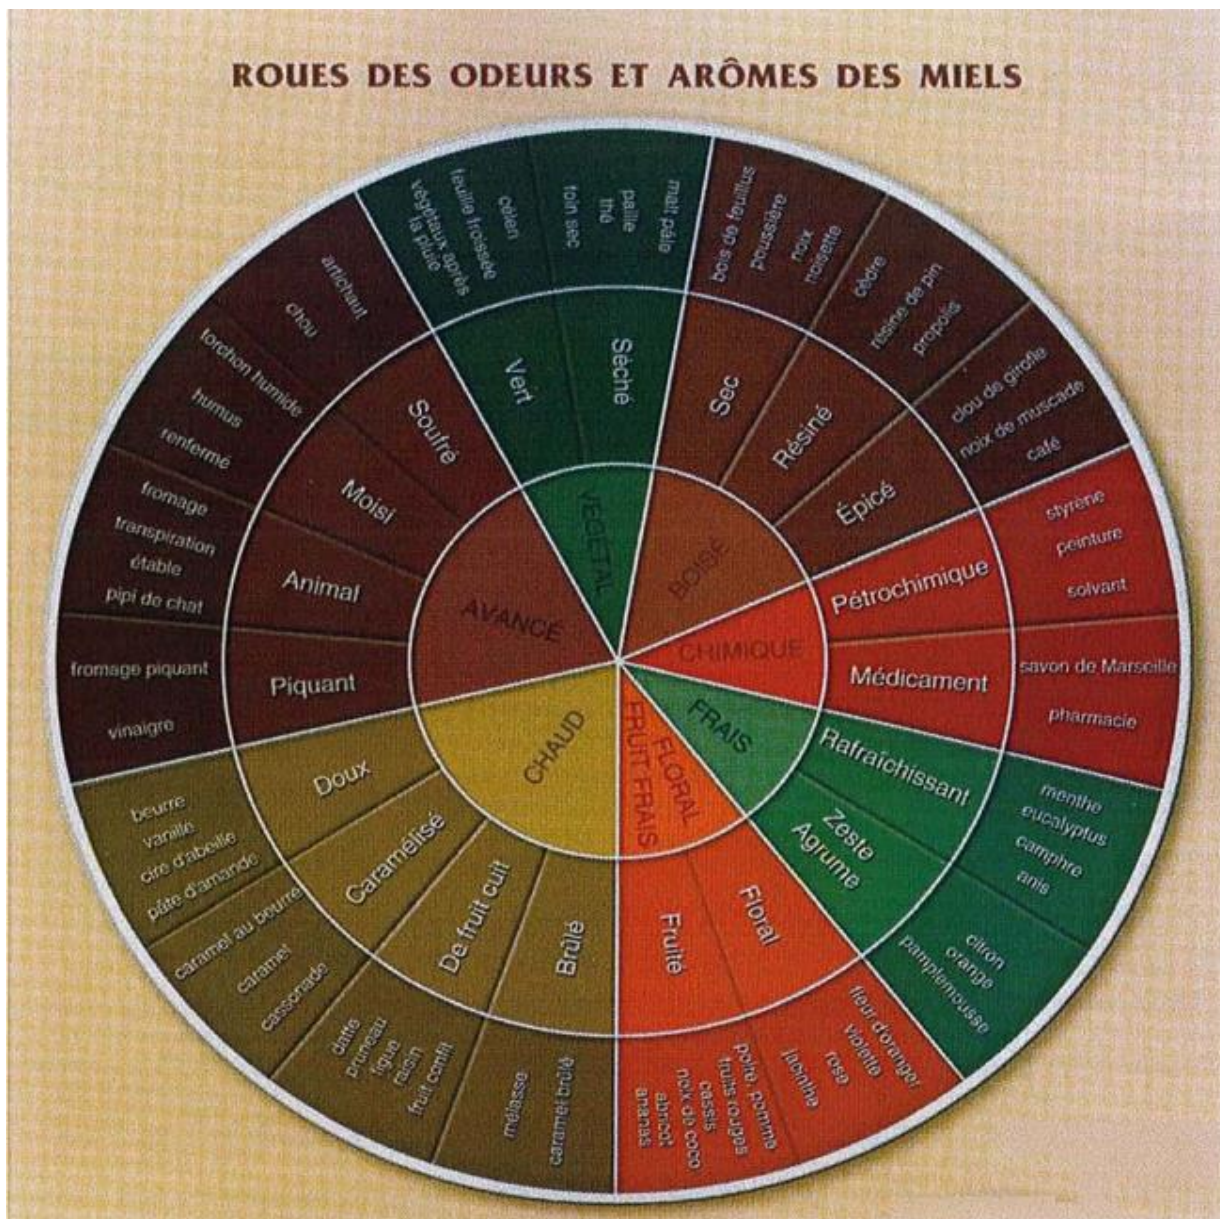 ROUES DES ODEURS ET ARÔMES DES MIELS
VÉGÉTAL
Vert
céleri
feuille froissée
végétaux après
la pluie
Séché
malt pâle
paille
thé
foin sec
BOISÉ
Sec
bois de feuillus
poussière
noix
noisette
Résiné
cèdre
résine de pin
propolis
Épicé
clou de girofle
noix de muscade
café
CHIMIQUE
Pétrochimique
styrène
peinture
solvant
Médicament
savon de Marseille
pharmacie
FRAIS
Rafraîchissant
menthe
eucalyptus
camphre
anis
Zeste
Agrume
citron
orange
pamplemousse
FLORAL
FRUIT FRAIS
Floral
fleur d'oranger
violette
rose
jacinthe
Fruité
poire, pomme
fruits rouges
cassis
noix de coco
abricot
ananas
CHAUD
Brûlé
caramel brûlé
mélasse
De fruit cuit
datte
pruneau
figue
raisin
fruit confit
Caramélisé
caramel au beurre
caramel
cassonade
Doux
beurre
vanille
cire d'abeille
pâte d'amande
AVANCÉ
Piquant
fromage piquant
vinaigre
Animal
fromage
transpiration
étable
pipi de chat
Moisi
torchon humide
humus
renfermé
Soufré
artichaut
chou